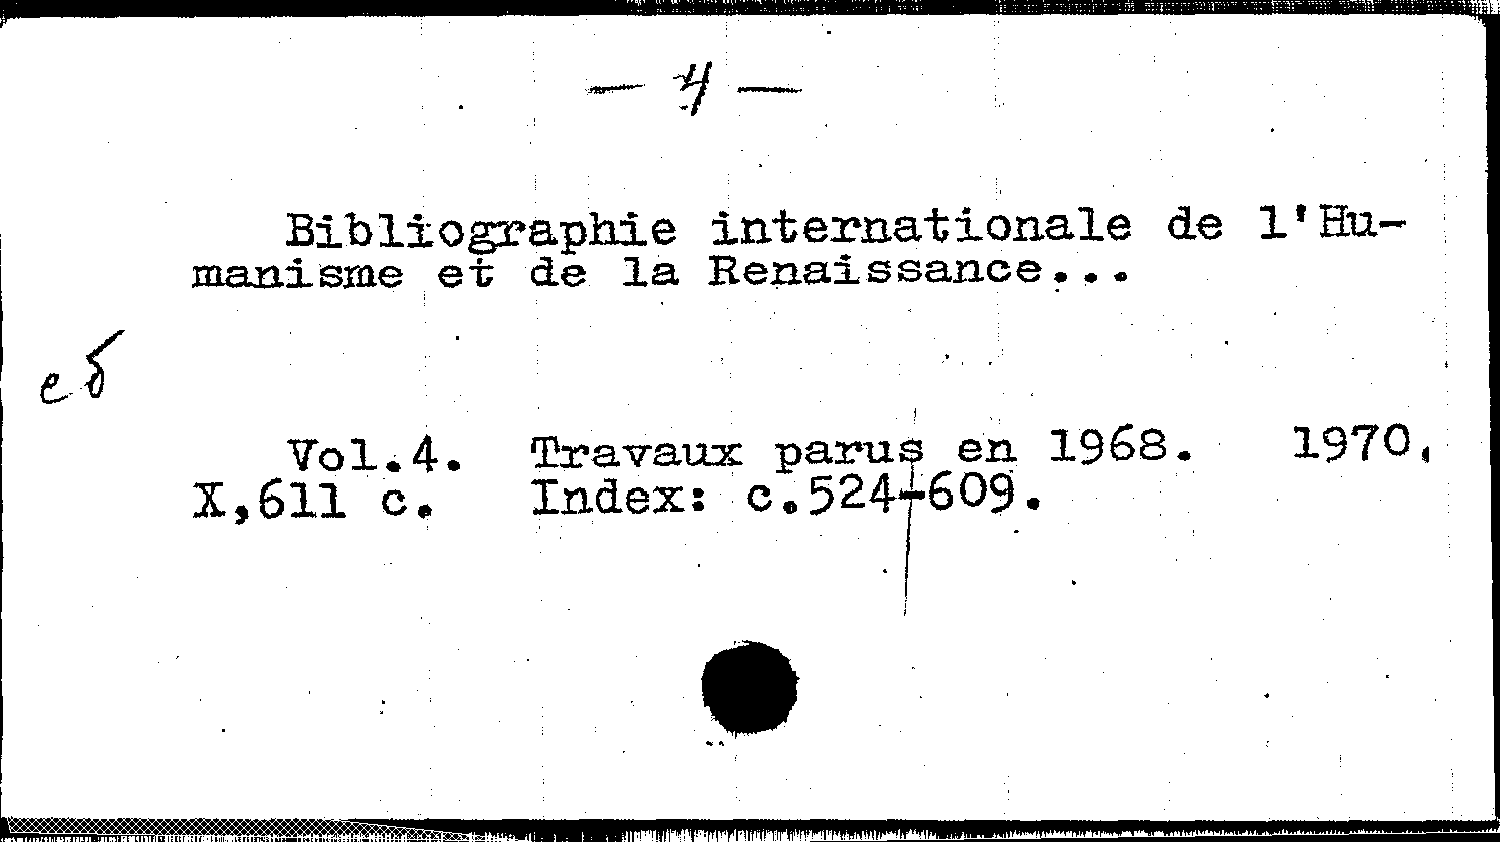 — 4 —
Bibliographie internationale de l'Hu-
manisme et de la Renaissance...
еб
Vol.4. Travaux parus en 1968. 1970.
X,611 с. Index: с.524-609.